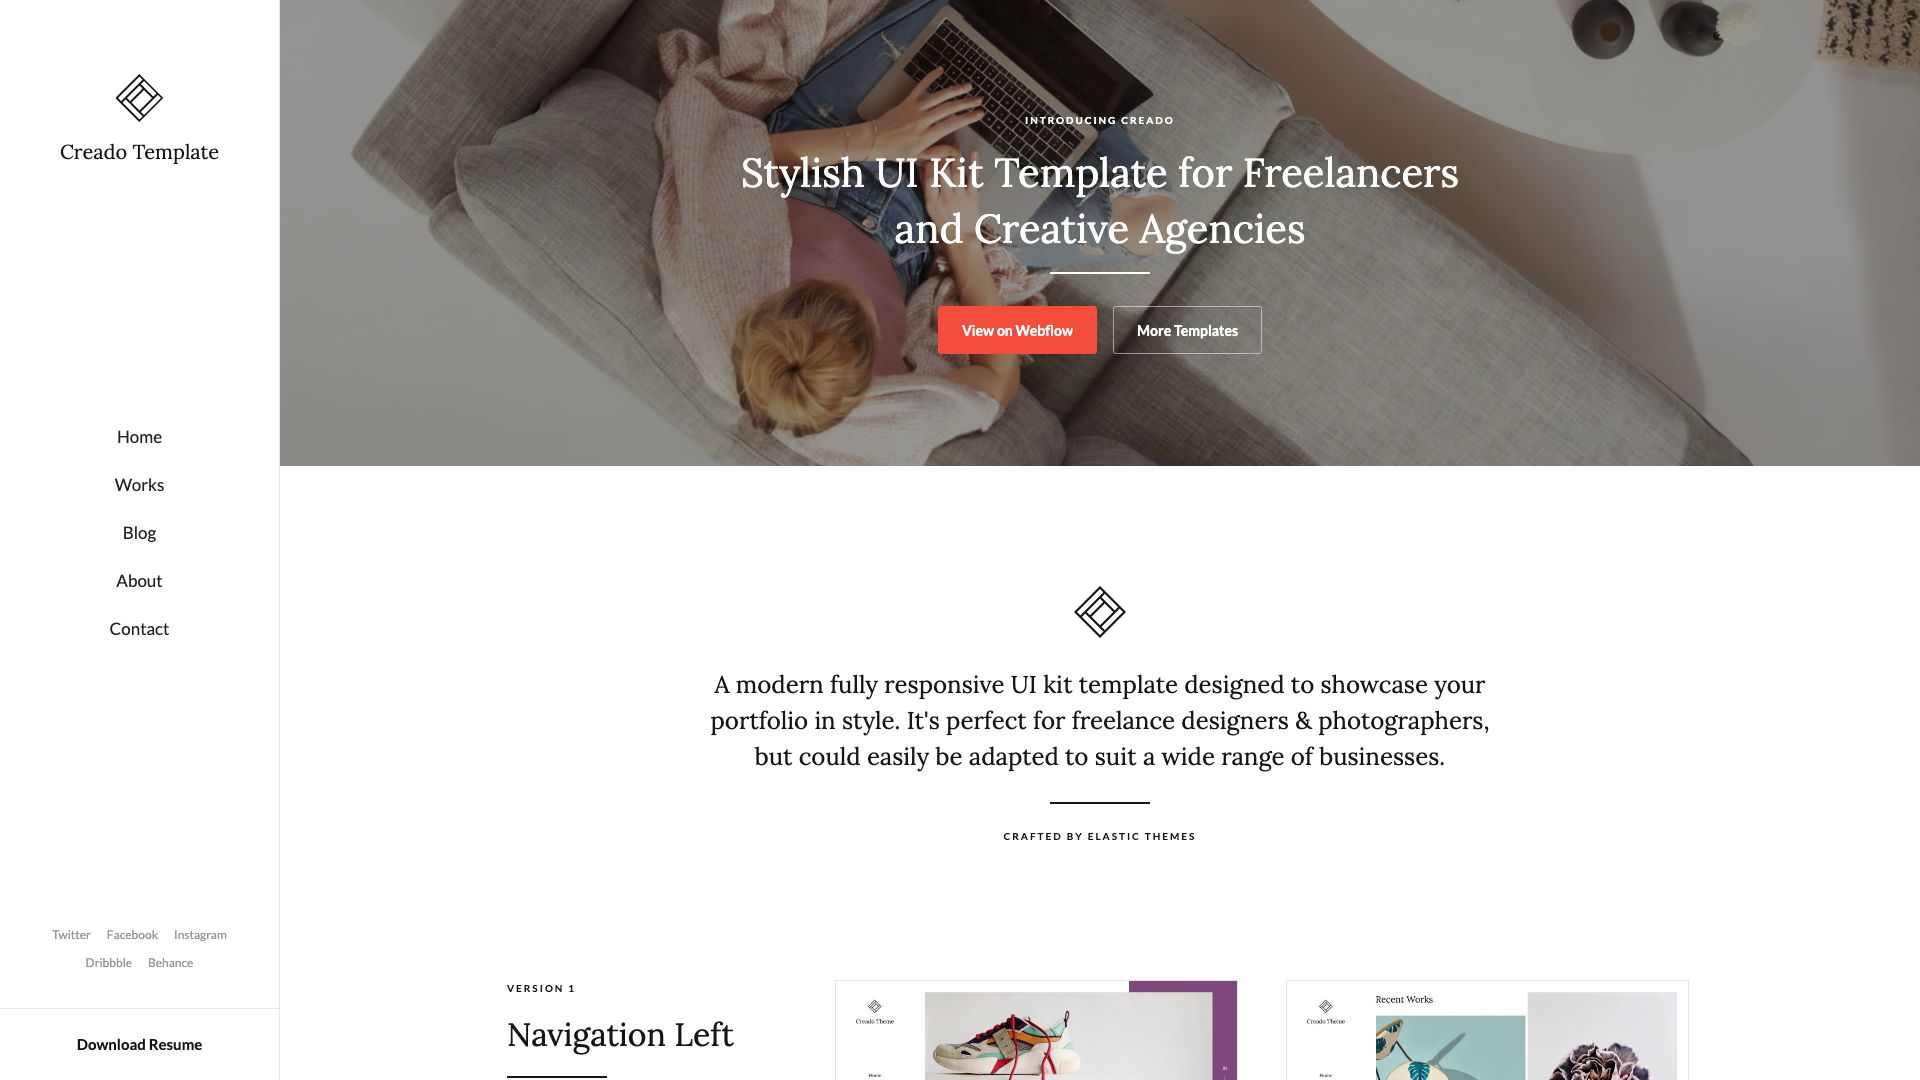 Creado Template
Home
Works
Blog
About
Contact
Twitter Facebook Instagram
Dribbble Behance
Download Resume
INTRODUCING CREADO
Stylish UI Kit Template for Freelancers
and Creative Agencies
View on Webflow
More Templates
A modern fully responsive UI kit template designed to showcase your
portfolio in style. It's perfect for freelance designers & photographers,
but could easily be adapted to suit a wide range of businesses.
CRAFTED BY ELASTIC THEMES
VERSION 1
Navigation Left
Creado Theme
Home
Creado Theme
Home
Recent Works